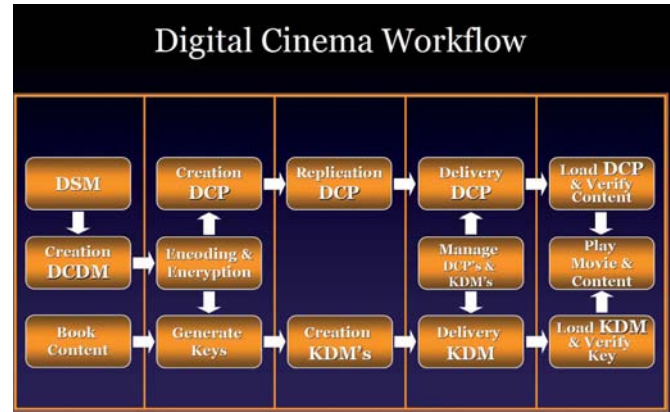 Digital Cinema Workflow
DSM
Creation
DCP
Replication
DCP
Delivery
DCP
Load DCP
& Verify
Content
Creation
DCDM
Encoding &
Encryption
Manage
DCP's &
KDM's
Play
Movie &
Content
Book
Content
Generate
Keys
Creation
KDM's
Delivery
KDM
Load KDM
& Verify
Key